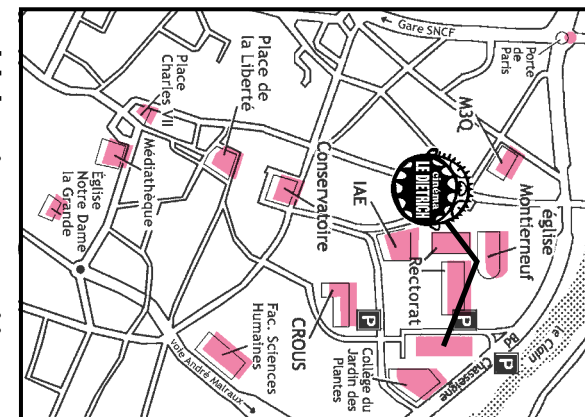 Gare SNCF
Porte
de
Paris
Place
Charles VII
Place de
la Liberté
M3Q
église
Montierneuf
cinéma
LE DIETRICH
Conservatoire
IAE
Rectorat
Médiathèque
Église
Notre Dame
la Grande
CROUS
Fac. Sciences
Humaines
P
P
P
Bd
Chasseigne
le Clain
Collège du
Jardin des
Plantes
Voie André Malraux